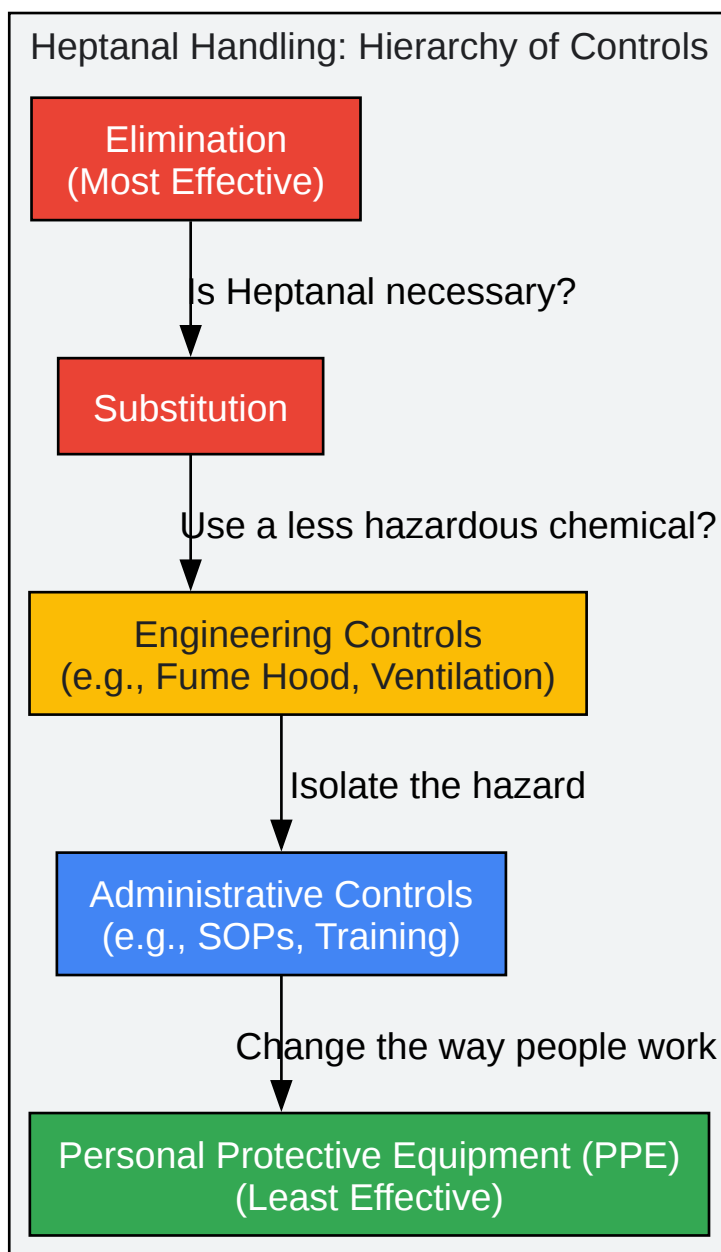 Heptanal Handling: Hierarchy of Controls
Elimination
(Most Effective)
Is Heptanal necessary?
Substitution
Use a less hazardous chemical?
Engineering Controls
(e.g., Fume Hood, Ventilation)
Isolate the hazard
Administrative Controls
(e.g., SOPs, Training)
Change the way people work
Personal Protective Equipment (PPE)
(Least Effective)